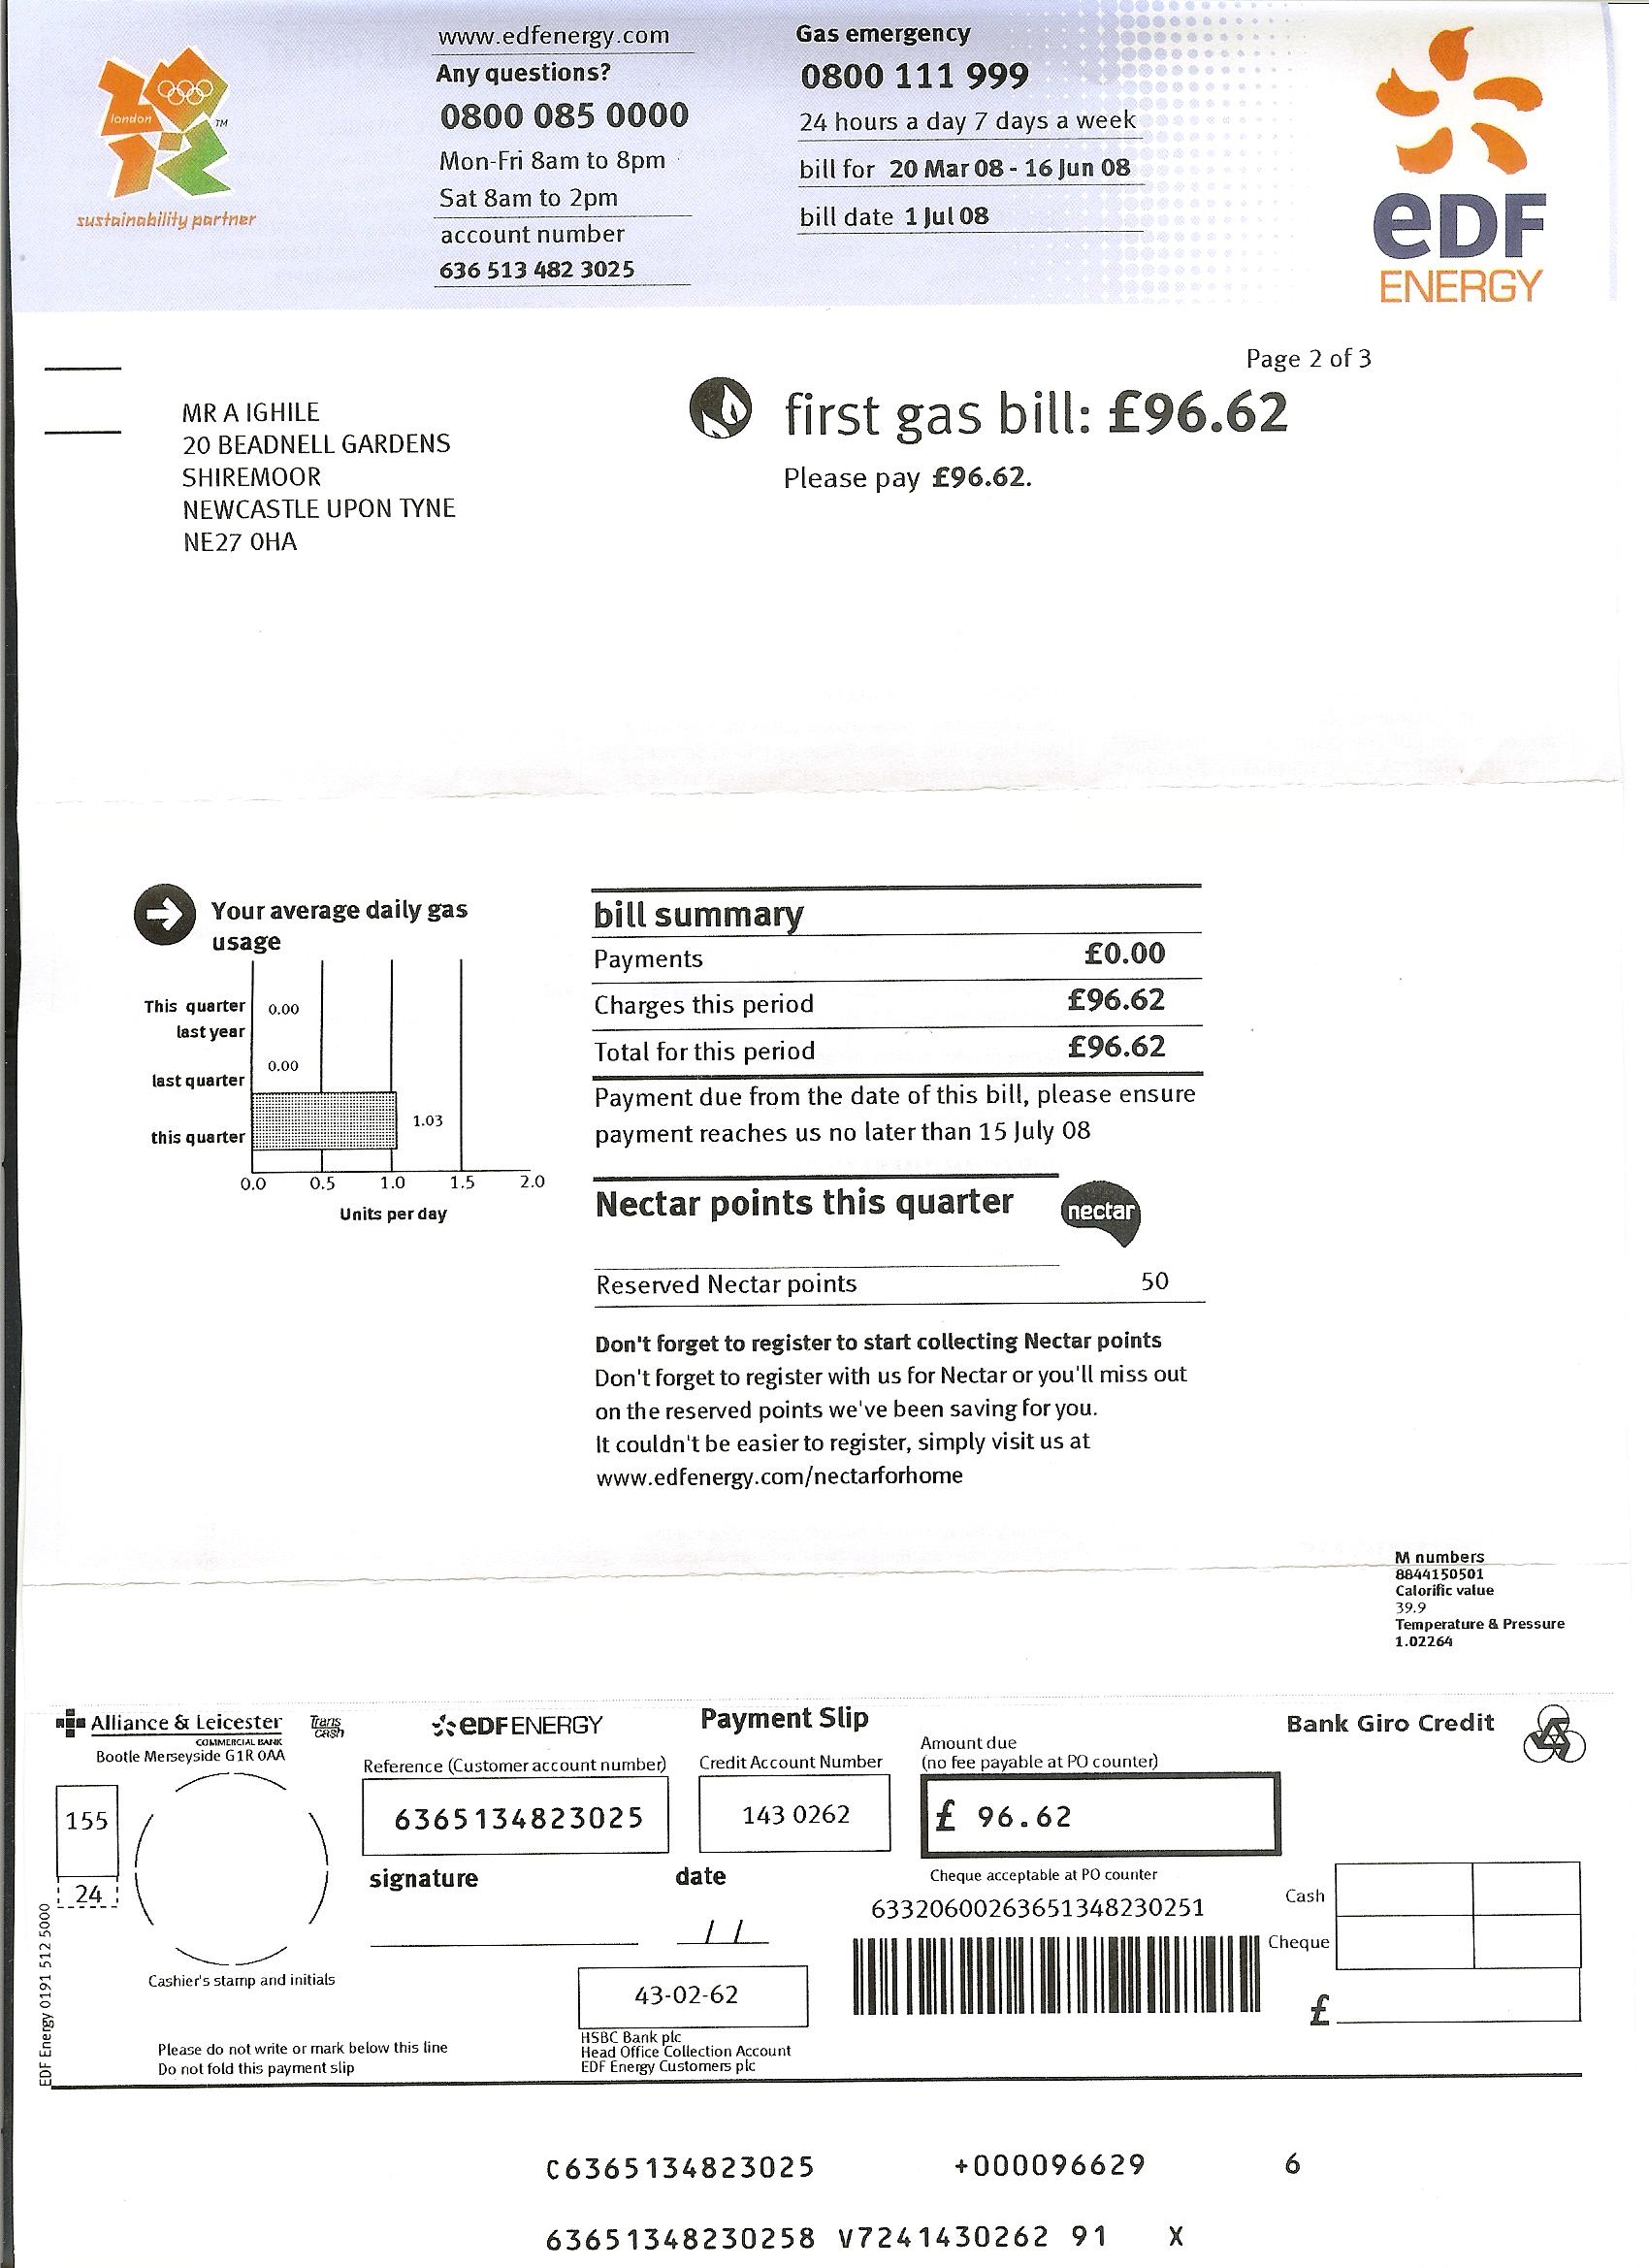 london
TM
sustainability partner
www.edfenergy.com
Any questions?
0800 085 0000
Mon-Fri 8am to 8pm
Sat 8am to 2pm
account number
636 513 482 3025
Gas emergency
0800 111 999
24 hours a day 7 days a week
bill for 20 Mar 08 - 16 Jun 08
bill date 1 Jul 08
eDF
ENERGY
Page 2 of 3
MR A IGHILE
20 BEADNELL GARDENS
SHIREMOOR
NEWCASTLE UPON TYNE
NE27 0HA
first gas bill: £96.62
Please pay £96.62.
Your average daily gas
usage
This quarter
last year
0.00
last quarter
0.00
this quarter
1.03
0.0 0.5 1.0 1.5 2.0
Units per day
bill summary
Payments £0.00
Charges this period £96.62
Total for this period £96.62
Payment due from the date of this bill, please ensure
payment reaches us no later than 15 July 08
Nectar points this quarter
nectar
Reserved Nectar points 50
Don't forget to register to start collecting Nectar points
Don't forget to register with us for Nectar or you'll miss out
on the reserved points we've been saving for you.
It couldn't be easier to register, simply visit us at
www.edfenergy.com/nectarforhome
M numbers
8844150501
Calorific value
39.9
Temperature & Pressure
1.02264
Alliance & Leicester
COMMERCIAL BANK
Bootle Merseyside G1R 0AA
Trans
cash
eDF ENERGY
Payment Slip
Bank Giro Credit
Reference (Customer account number)
6365134823025
Credit Account Number
143 0262
Amount due
(no fee payable at PO counter)
£ 96.62
155
24
signature
date
/ /
Cheque acceptable at PO counter
63320600263651348230251
Cash
Cheque
£
Cashier's stamp and initials
43-02-62
HSBC Bank plc
Head Office Collection Account
EDF Energy Customers plc
Please do not write or mark below this line
Do not fold this payment slip
EDF Energy 0191 512 5000
C6365134823025 +000096629 6
63651348230258 V7241430262 91 X